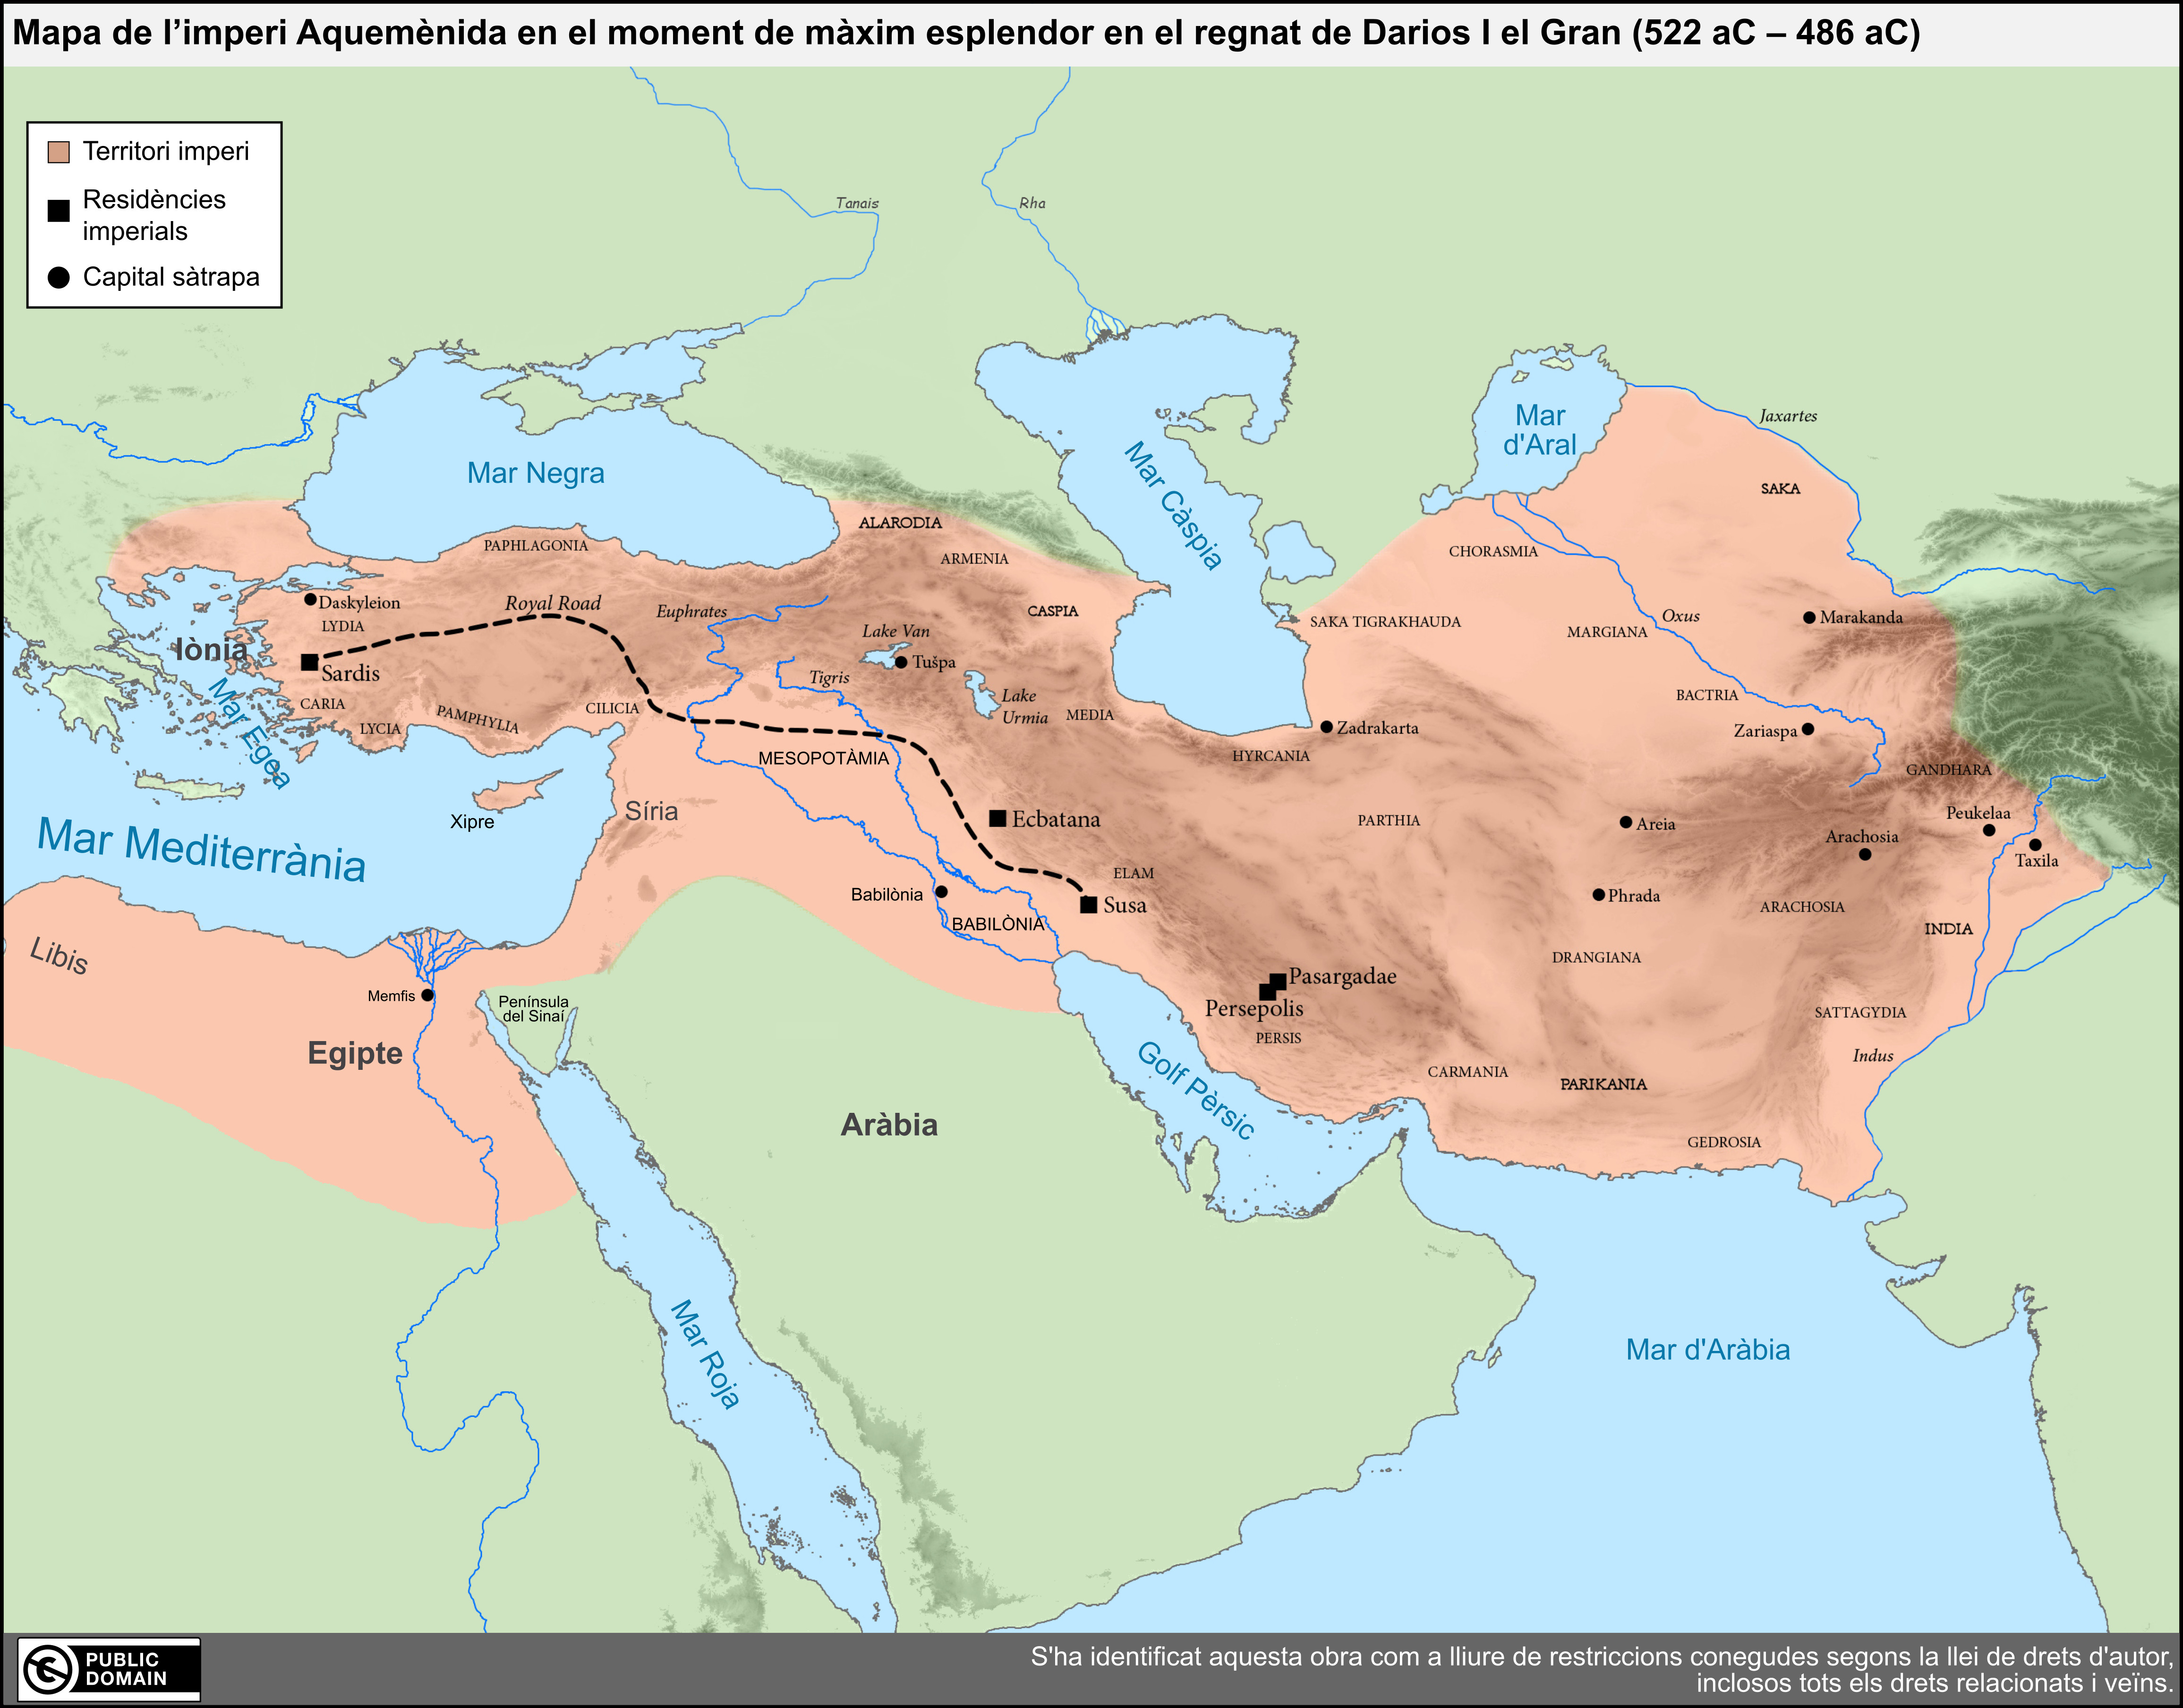 Mapa de l’imperi Aquemènida en el moment de màxim esplendor en el regnat de Darios I el Gran (522 aC – 486 aC)
Territori imperi
Residències
imperials
Capital sàtrapa
Tanais
Rha
Mar
d'Aral
Jaxartes
Mar Negra
Mar Càspia
SAKA
ALARODIA
PAPHLAGONIA
ARMENIA
CHORASMIA
Daskyleion
Royal Road
Euphrates
CASPIA
LYDIA
SAKA TIGRAKHAUDA
Oxus
Marakanda
MARGIANA
Lake Van
Tušpa
Iònia
Sardis
Tigris
Lake
Urmia
MEDIA
BACTRIA
CARIA
LYCIA
PAMPHYLIA
CILICIA
Mar Egea
Zadrakarta
Zariaspa
MESOPOTÀMIA
HYRCANIA
GANDHARA
Xipre
Síria
Ecbatana
PARTHIA
Areia
Peukelaa
Arachosia
Taxila
Mar Mediterrània
ELAM
Babilònia
Susa
Phrada
ARACHOSIA
BABILÒNIA
INDIA
Libis
DRANGIANA
Memfis
Península
del Sinaí
Pasargadae
Persepolis
PERSIS
SATTAGYDIA
Egipte
Golf Pèrsic
Indus
CARMANIA
PARIKANIA
Aràbia
GEDROSIA
Mar Roja
Mar d'Aràbia
PUBLIC
DOMAIN
S'ha identificat aquesta obra com a lliure de restriccions conegudes segons la llei de drets d'autor,
inclosos tots els drets relacionats i veïns.